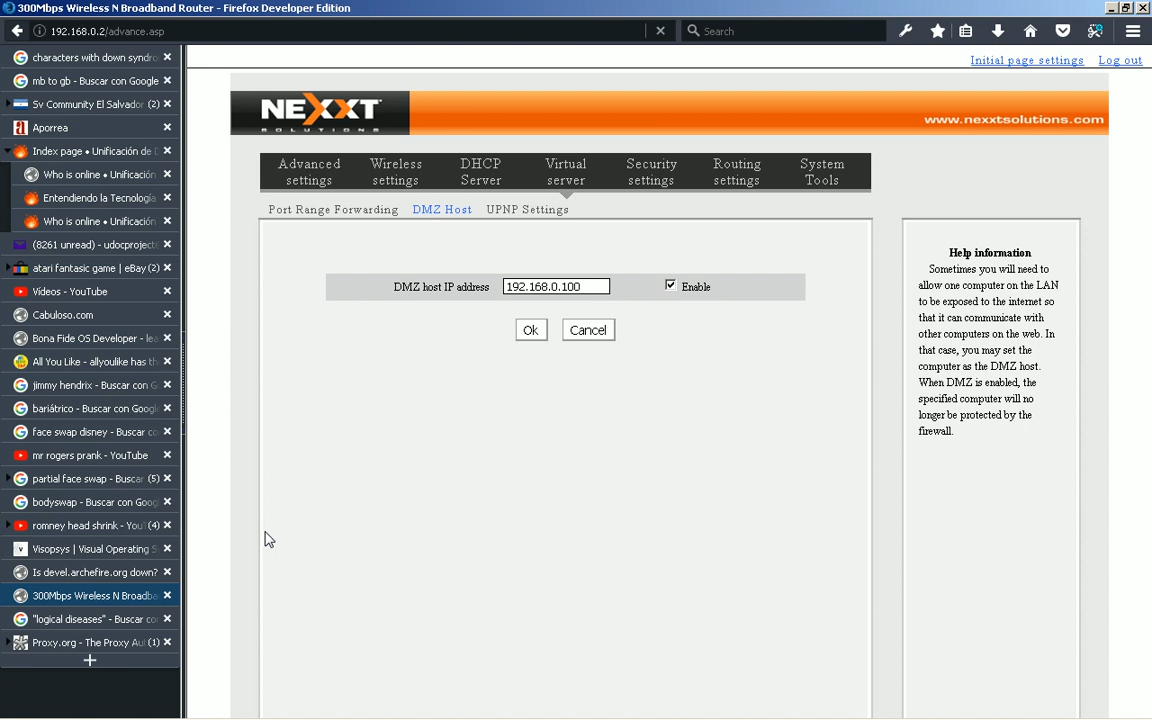 300Mbps Wireless N Broadband Router - Firefox Developer Edition
192.168.0.2/advance.asp
Search
characters with down syndro
mb to gb - Buscar con Google
Sv Community El Salvador (2)
Aporrea
Index page • Unificación de
Who is online • Unificación
Entendiendo la Tecnología
Who is online • Unificación
(8261 unread) - udocproject
atari fantasic game | eBay (2)
Vídeos - YouTube
Cabuloso.com
Bona Fide OS Developer - lea
All You Like - allyoulike has th
jimmy hendrix - Buscar con G
bariátrico - Buscar con Google
face swap disney - Buscar co
mr rogers prank - YouTube
partial face swap - Buscar (5)
bodyswap - Buscar con Goog
romney head shrink - YouT (4)
Visopsys | Visual Operating S
Is devel.archefire.org down?
300Mbps Wireless N Broadba
"logical diseases" - Buscar co
Proxy.org - The Proxy Aut (1)
Initial page settings
Log out
NEXXT
SOLUTIONS
www.nexxtsolutions.com
Advanced settings
Wireless settings
DHCP Server
Virtual server
Security settings
Routing settings
System Tools
Port Range Forwarding
DMZ Host
UPNP Settings
DMZ host IP address
192.168.0.100
Enable
Ok
Cancel
Help information
Sometimes you will need to
allow one computer on the LAN
to be exposed to the internet so
that it can communicate with
other computers on the web. In
that case, you may set the
computer as the DMZ host.
When DMZ is enabled, the
specified computer will no
longer be protected by the
firewall.